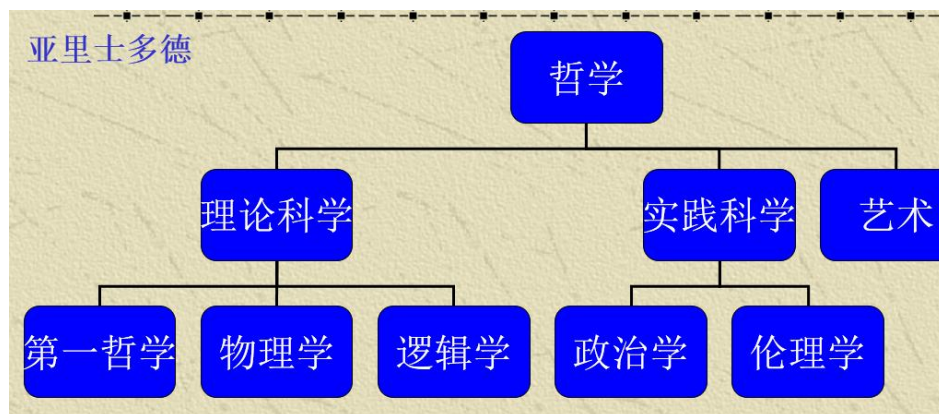 亚里士多德
哲学
理论科学
实践科学
艺术
第一哲学
物理学
逻辑学
政治学
伦理学